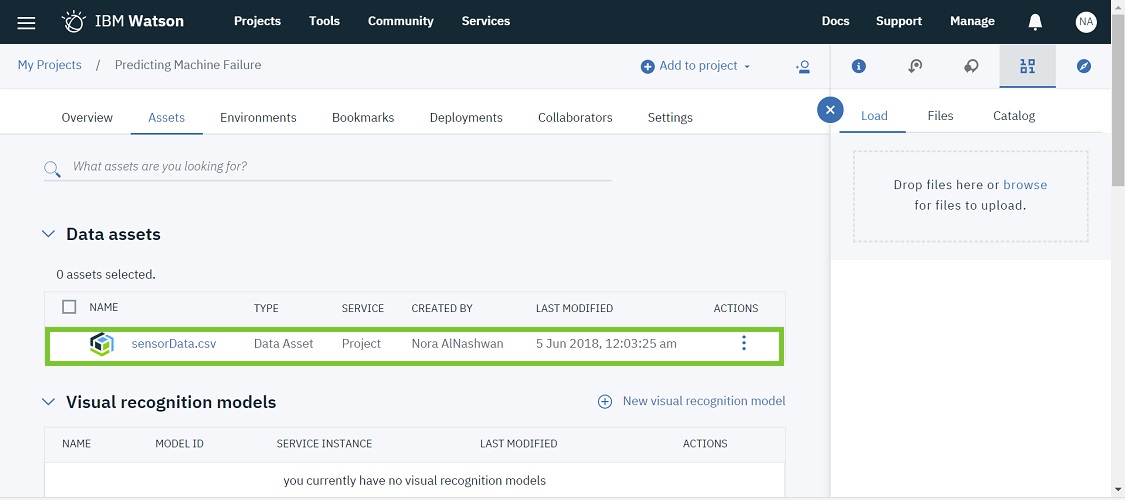 IBM Watson Projects Tools Community Services Docs Support Manage NA
My Projects / Predicting Machine Failure Add to project
Overview Assets Environments Bookmarks Deployments Collaborators Settings
Load Files Catalog
What assets are you looking for?
Drop files here or browse
for files to upload.
Data assets
0 assets selected.
NAME TYPE SERVICE CREATED BY LAST MODIFIED ACTIONS
sensorData.csv Data Asset Project Nora AlNashwan 5 Jun 2018, 12:03:25 am
Visual recognition models New visual recognition model
NAME MODEL ID SERVICE INSTANCE LAST MODIFIED ACTIONS
you currently have no visual recognition models